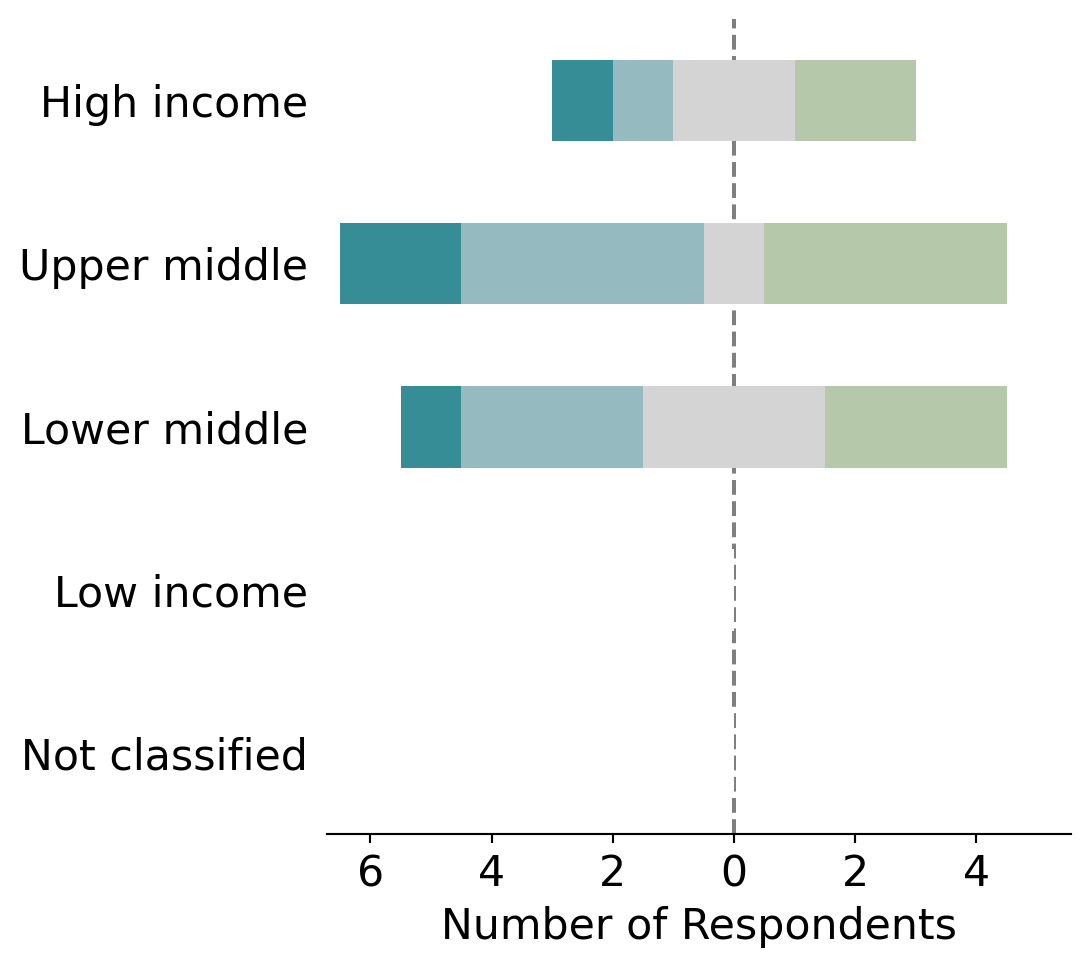 High income
Upper middle
Lower middle
Low income
Not classified
6 4 2 0 2 4
Number of Respondents